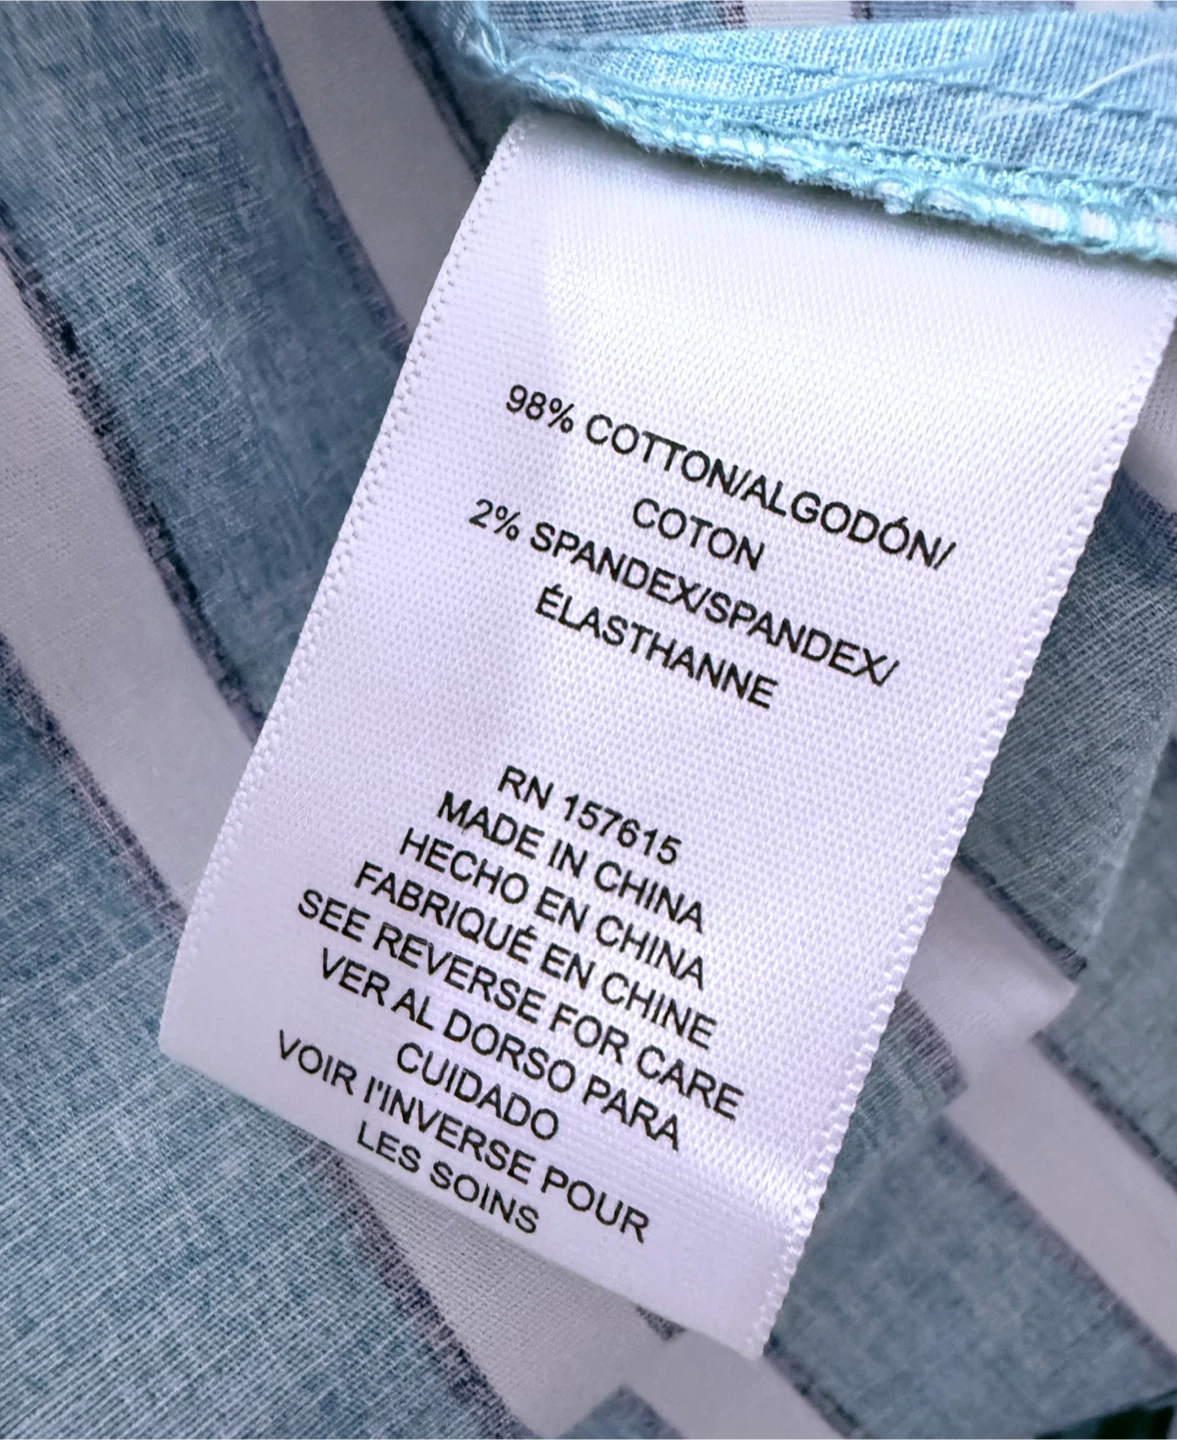 98% COTTON/ALGODÓN/
COTON
2% SPANDEX/SPANDEX/
ÉLASTHANNE
RN 157615
MADE IN CHINA
HECHO EN CHINA
FABRIQUÉ EN CHINE
SEE REVERSE FOR CARE
VER AL DORSO PARA
CUIDADO
VOIR I'INVERSE POUR
LES SOINS